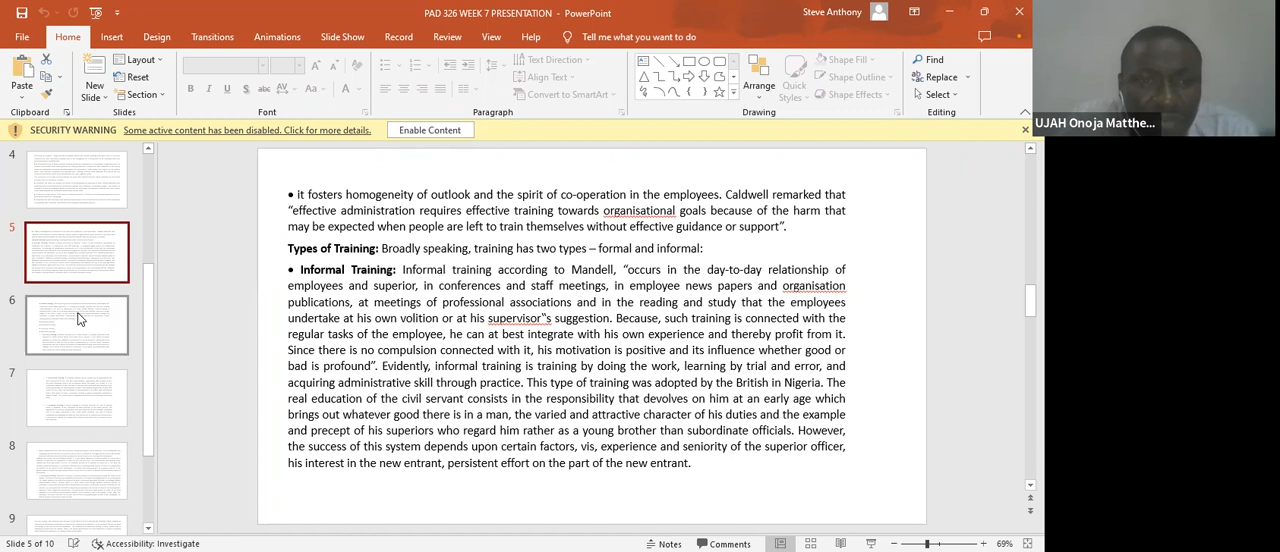 PAD 326 WEEK 7 PRESENTATION - PowerPoint
Steve Anthony
File Home Insert Design Transitions Animations Slide Show Record Review View Help Tell me what you want to do
Paste
Clipboard
New
Slide
Layout
Reset
Section
Slides
B I U S ab AV Aa A
Font
Text Direction
Align Text
Convert to SmartArt
Paragraph
Arrange
Quick
Styles
Shape Fill
Shape Outline
Shape Effects
Drawing
Find
Replace
Select
Editing
SECURITY WARNING Some active content has been disabled. Click for more details. Enable Content
UJAH Onoja Matthe...
4
5
6
7
8
9
• it fosters homogeneity of outlook and the spirit of co-operation in the employees. Caldwell remarked that
“effective administration requires effective training towards organisational goals because of the harm that
may be expected when people are left to train themselves without effective guidance or support”.
Types of Training: Broadly speaking, training has two types – formal and informal:
• Informal Training: Informal training according to Mandell, “occurs in the day-to-day relationship of
employees and superior, in conferences and staff meetings, in employee news papers and organisation
publications, at meetings of professional associations and in the reading and study that the employees
undertake at his own volition or at his supervisor‟s suggestion. Because, such training is connected with the
regular tasks of the employee, he can best integrate with his own experience and thereby profit from it.
Since there is no compulsion connected with it, his motivation is positive and its influence whether good or
bad is profound”. Evidently, informal training is training by doing the work, learning by trial and error, and
acquiring administrative skill through practice. This type of training was adopted by the British in Nigeria. The
real education of the civil servant consists in the responsibility that devolves on him at an early age which
brings out whatever good there is in a man, the varied and attractive character of his duties and the example
and precept of his superiors who regard him rather as a young brother than subordinate officials. However,
the success of this system depends upon certain factors, vis, experience and seniority of the superior officer,
his interest in the new entrant, persistent effort on the part of the new entrant.
Slide 5 of 10 Accessibility: Investigate Notes Comments 69%